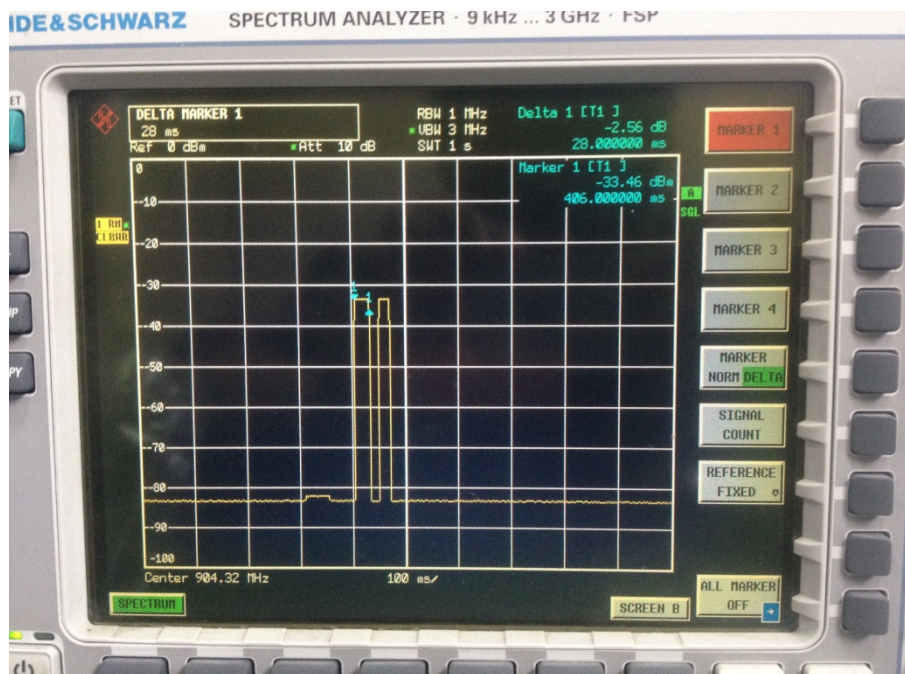 DE&SCHWARZ SPECTRUM ANALYZER · 9 kHz ... 3 GHz · FSP
DELTA MARKER 1
28 ms
Ref 0 dBm
*Att 10 dB
RBW 1 MHz
*VBW 3 MHz
SWT 1 s
Delta 1 [T1 ]
-2.56 dB
28.000000 ms
Marker 1 [T1 ]
-33.46 dBm
406.000000 ms
A
SGL
1 RM*
CLRWR
0
-10
-20
-30
-40
-50
-60
-70
-80
-90
-100
1
1
Center 904.32 MHz
100 ms/
SPECTRUM
SCREEN B
MARKER 1
MARKER 2
MARKER 3
MARKER 4
MARKER
NORM DELTA
SIGNAL
COUNT
REFERENCE
FIXED
ALL MARKER
OFF